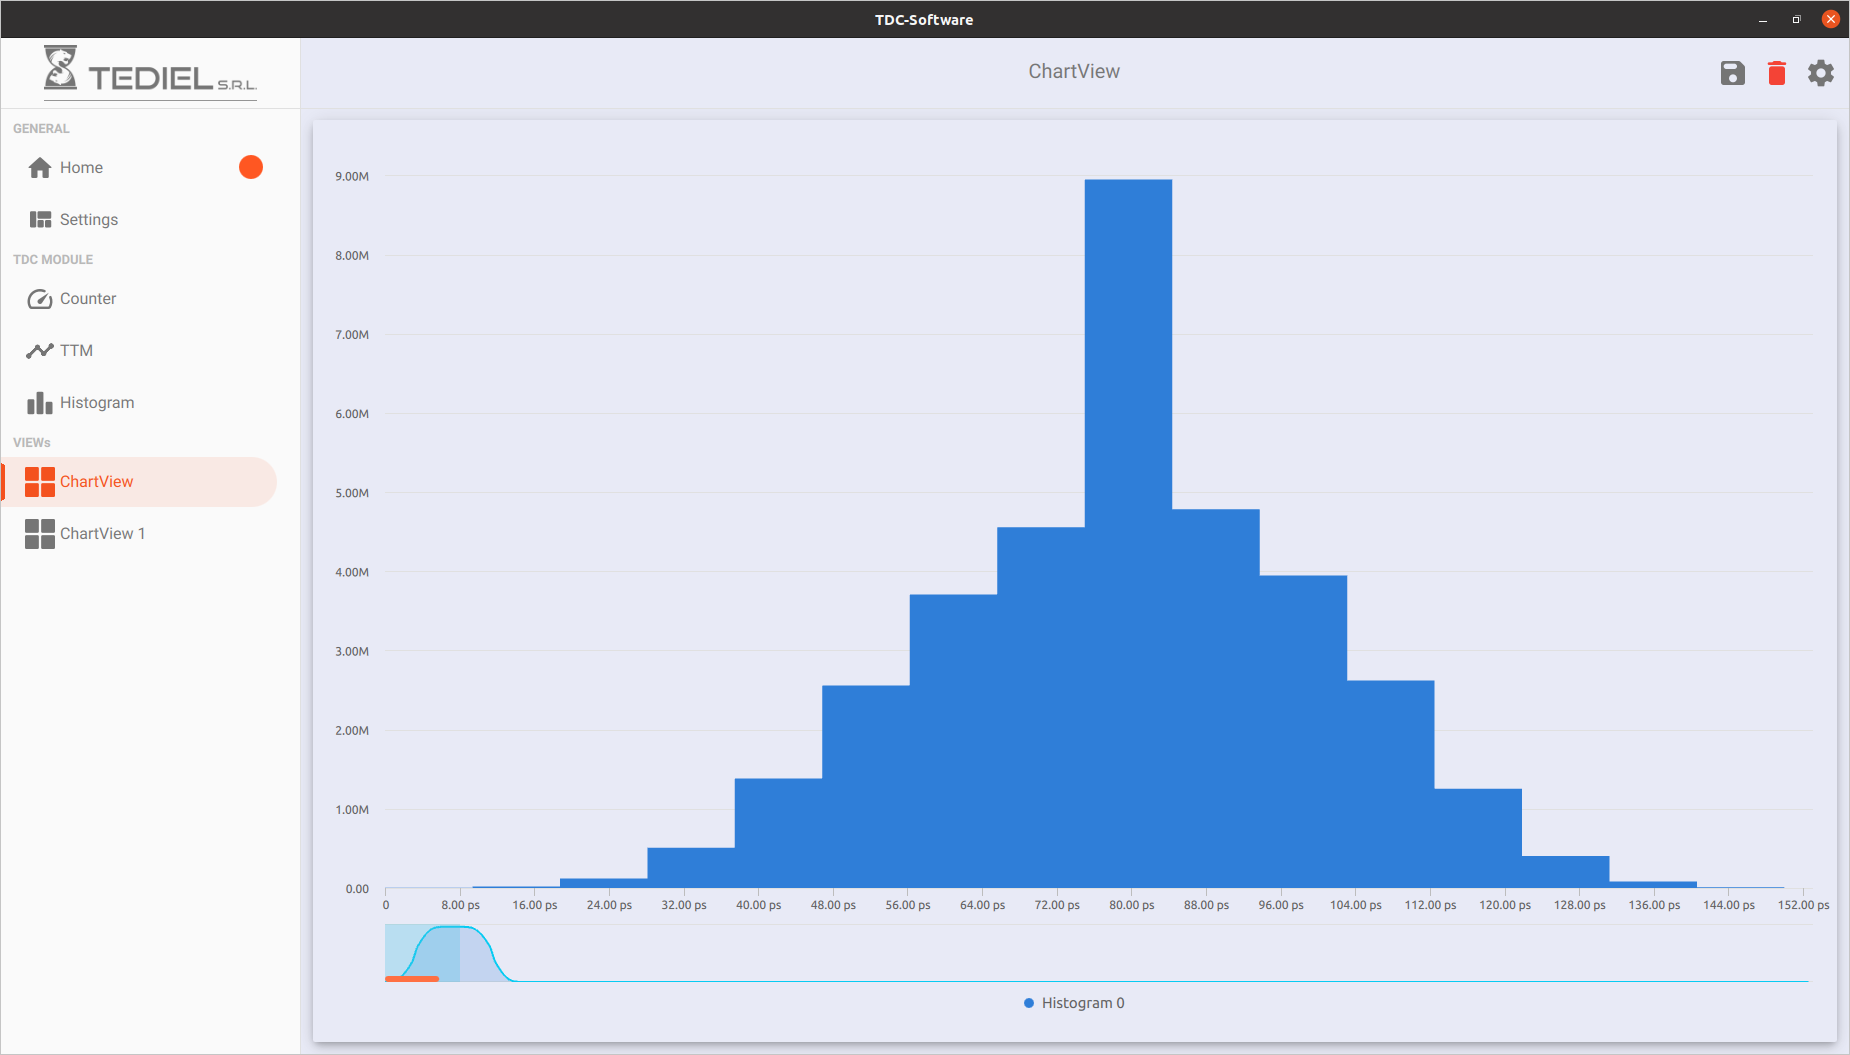 TDC-Software
TEDIEL S.R.L.
ChartView
GENERAL
Home
Settings
TDC MODULE
Counter
TTM
Histogram
VIEWs
ChartView
ChartView 1
9.00M
8.00M
7.00M
6.00M
5.00M
4.00M
3.00M
2.00M
1.00M
0.00
0 8.00 ps 16.00 ps 24.00 ps 32.00 ps 40.00 ps 48.00 ps 56.00 ps 64.00 ps 72.00 ps 80.00 ps 88.00 ps 96.00 ps 104.00 ps 112.00 ps 120.00 ps 128.00 ps 136.00 ps 144.00 ps 152.00 ps
Histogram 0